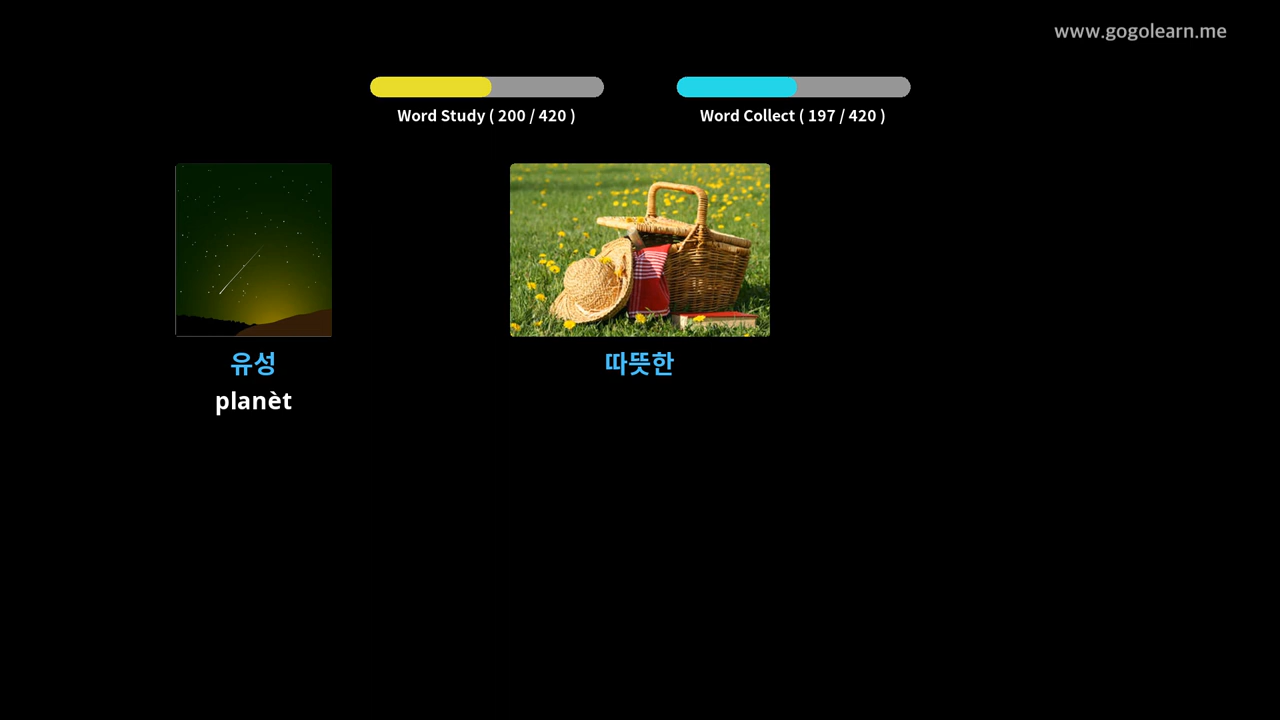 www.gogolearn.me
Word Study ( 200 / 420 )
Word Collect ( 197 / 420 )
유성
planèt
따뜻한